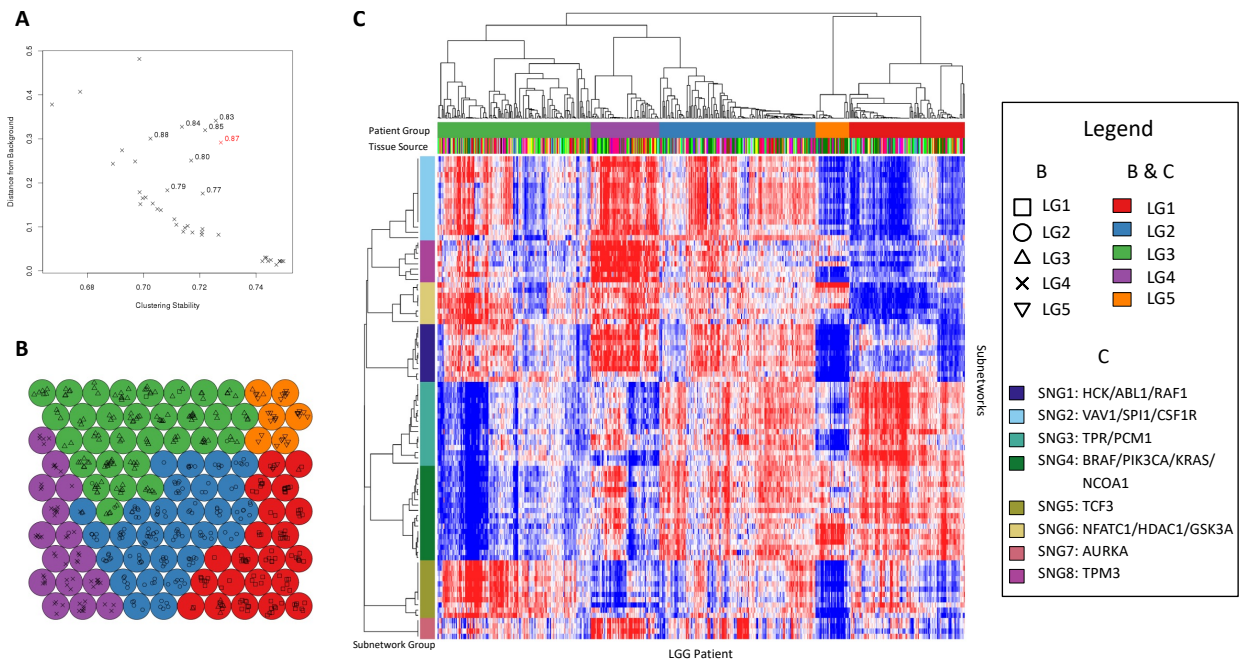 A
0.5
0.4
0.3
0.2
0.1
0.0
Distance from Background
0.83
0.84
0.85
0.88
0.87
0.80
0.79
0.77
0.68
0.70
0.72
0.74
Clustering Stability
B
C
Patient Group
Tissue Source
Subnetworks
Subnetwork Group
LGG Patient
Legend
B
LG1
LG2
LG3
LG4
LG5
B & C
LG1
LG2
LG3
LG4
LG5
C
SNG1: HCK/ABL1/RAF1
SNG2: VAV1/SPI1/CSF1R
SNG3: TPR/PCM1
SNG4: BRAF/PIK3CA/KRAS/
NCOA1
SNG5: TCF3
SNG6: NFATC1/HDAC1/GSK3A
SNG7: AURKA
SNG8: TPM3